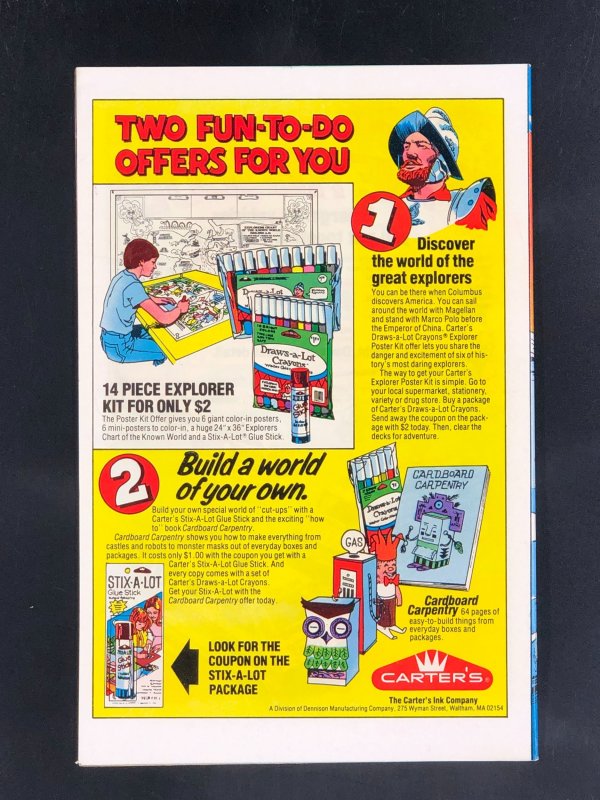 TWO FUN-TO-DO
OFFERS FOR YOU
1
Discover
the world of the
great explorers
You can be there when Columbus
discovers America. You can sail
around the world with Magellan
and stand with Marco Polo before
the Emperor of China. Carter's
Draws-a-Lot Crayons® Explorer
Poster Kit offer lets you share the
danger and excitement of six of his-
tory's most daring explorers.
The way to get your Carter's
Explorer Poster Kit is simple. Go to
your local supermarket, stationery,
variety or drug store. Buy a package
of Carter's Draws-a-Lot Crayons.
Send away the coupon on the pack-
age with $2 today. Then, clear the
decks for adventure.
Draws-a-Lot
Crayons
14 PIECE EXPLORER
KIT FOR ONLY $2
The Poster Kit Offer gives you 6 giant color-in posters,
6 mini-posters to color-in, a huge 24" x 36" Explorers
Chart of the Known World and a Stix-A-Lot® Glue Stick.
2
Build a world
of your own.
Build your own special world of "cut-ups" with a
Carter's Stix-A-Lot Glue Stick and the exciting "how
to" book Cardboard Carpentry.
Cardboard Carpentry shows you how to make everything from
castles and robots to monster masks out of everyday boxes and
packages. It costs only $1.00 with the coupon you get with a
Carter's Stix-A-Lot Glue Stick. And
every copy comes with a set of
Carter's Draws-a-Lot Crayons.
Get your Stix-A-Lot with the
Cardboard Carpentry offer today.
STIX-A-LOT
Glue Stick
LOOK FOR THE
COUPON ON THE
STIX-A-LOT
PACKAGE
Draws-a-Lot
Crayons
CARDBOARD
CARPENTRY
GAS
Cardboard
Carpentry 64 pages of
easy-to-build things from
everyday boxes and
packages.
CARTER'S®
The Carter's Ink Company
A Division of Dennison Manufacturing Company, 275 Wyman Street, Waltham, MA 02154